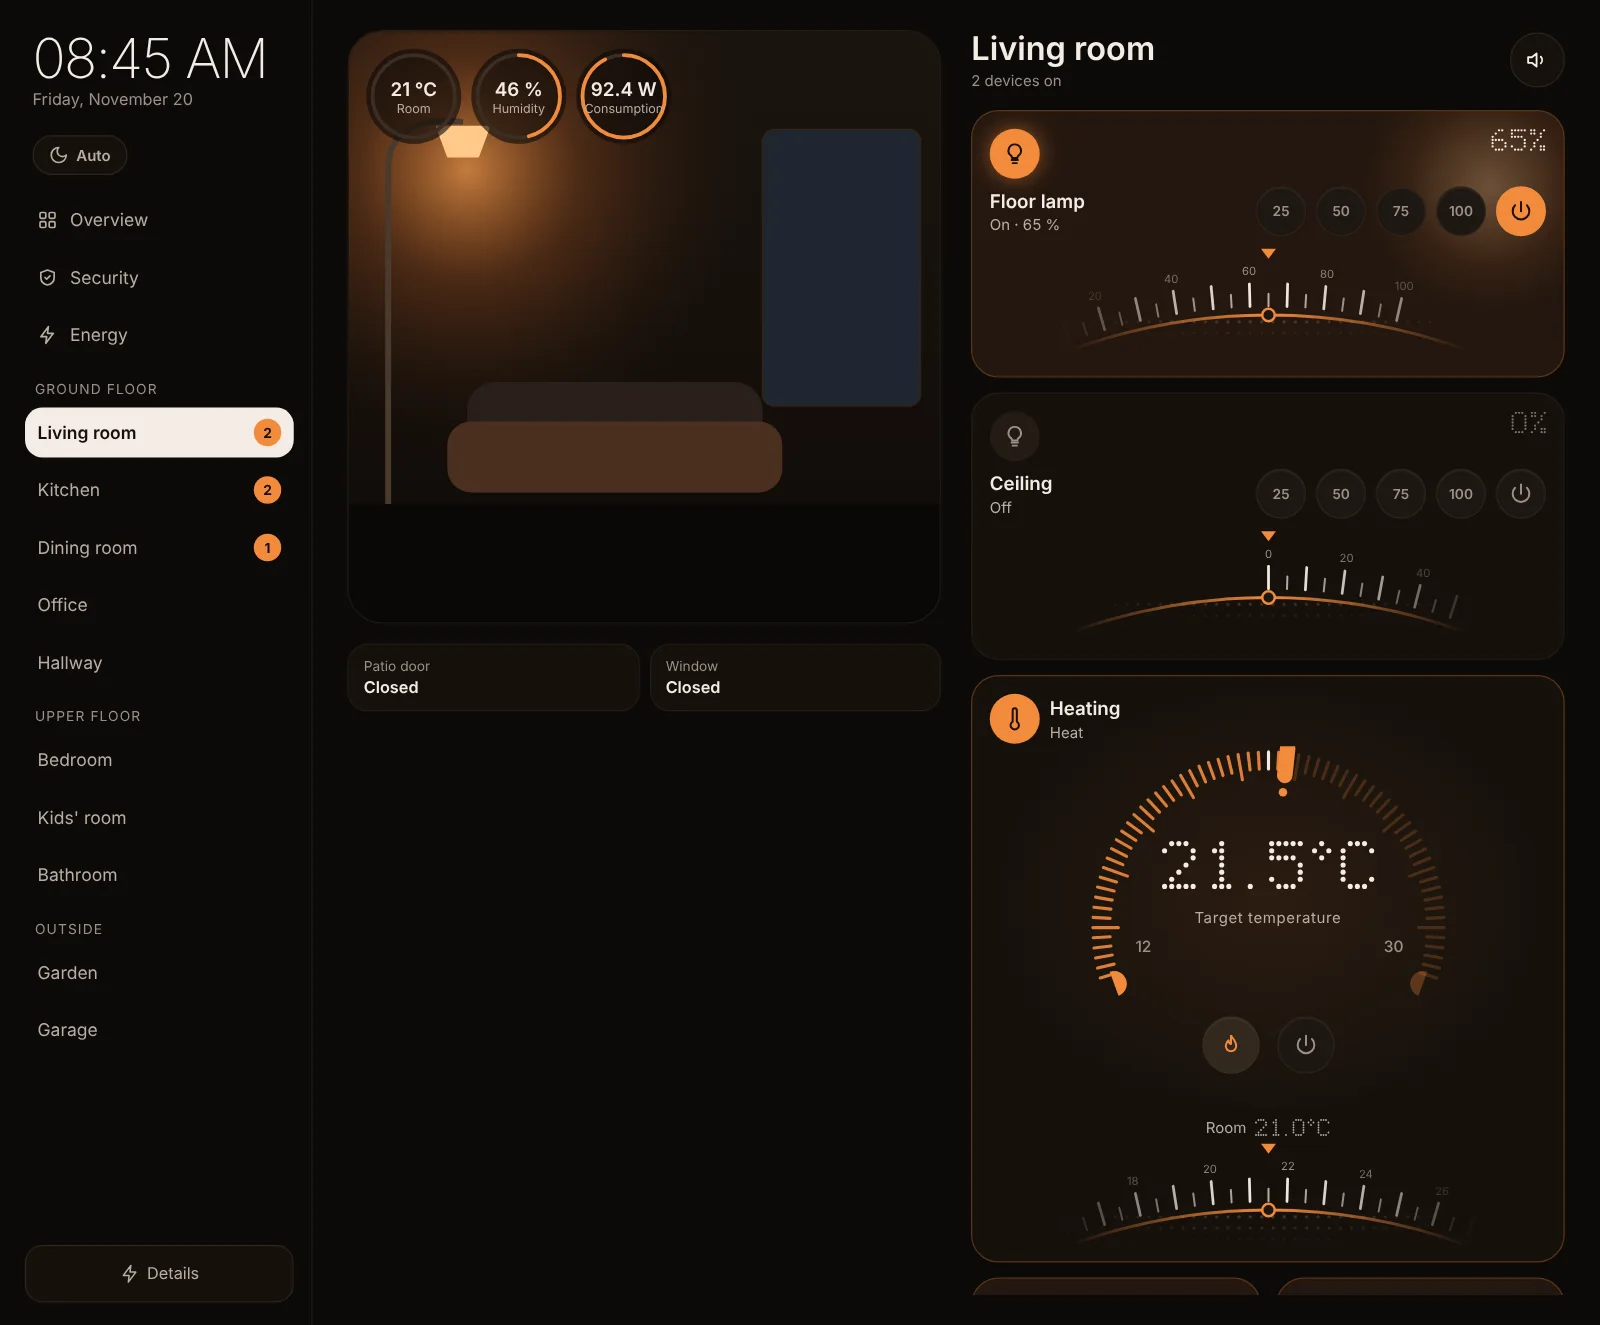 08:45 AM
Friday, November 20
Auto
Overview
Security
Energy
GROUND FLOOR
Living room 2
Kitchen 2
Dining room 1
Office
Hallway
UPPER FLOOR
Bedroom
Kids' room
Bathroom
OUTSIDE
Garden
Garage
Details
21 °C
Room
46 %
Humidity
92.4 W
Consumption
Patio door
Closed
Window
Closed
Living room
2 devices on
65%
Floor lamp
On · 65 %
25 50 75 100
20 40 60 80 100
0%
Ceiling
Off
25 50 75 100
0 20 40
Heating
Heat
21.5°C
Target temperature
12 30
Room 21.0°C
18 20 22 24 26